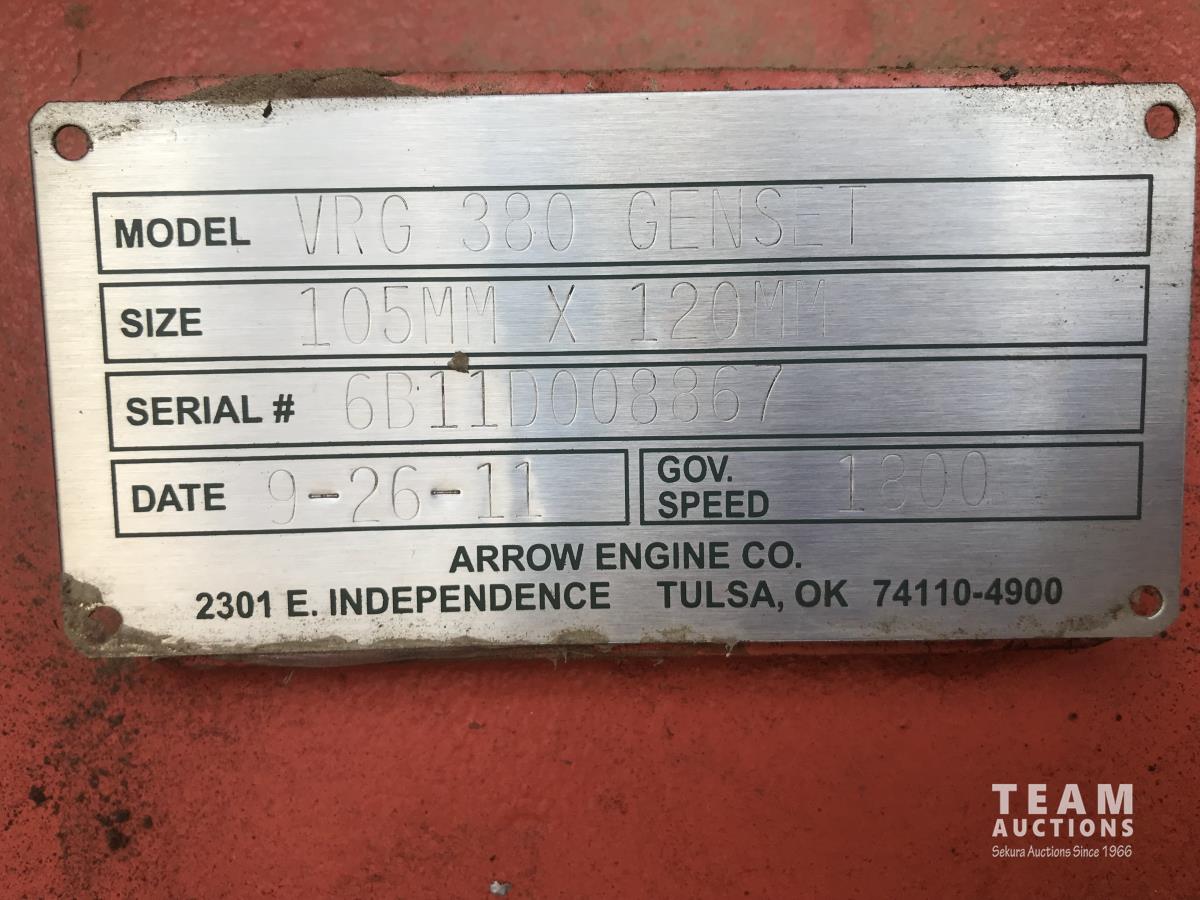 MODEL VRG 380 GENSET
SIZE 105MM X 120MM
SERIAL # 6B11D008867
DATE 9-26-11 GOV. SPEED 1800
ARROW ENGINE CO.
2301 E. INDEPENDENCE TULSA, OK 74110-4900
TEAM
AUCTIONS
Sekura Auctions Since 1966